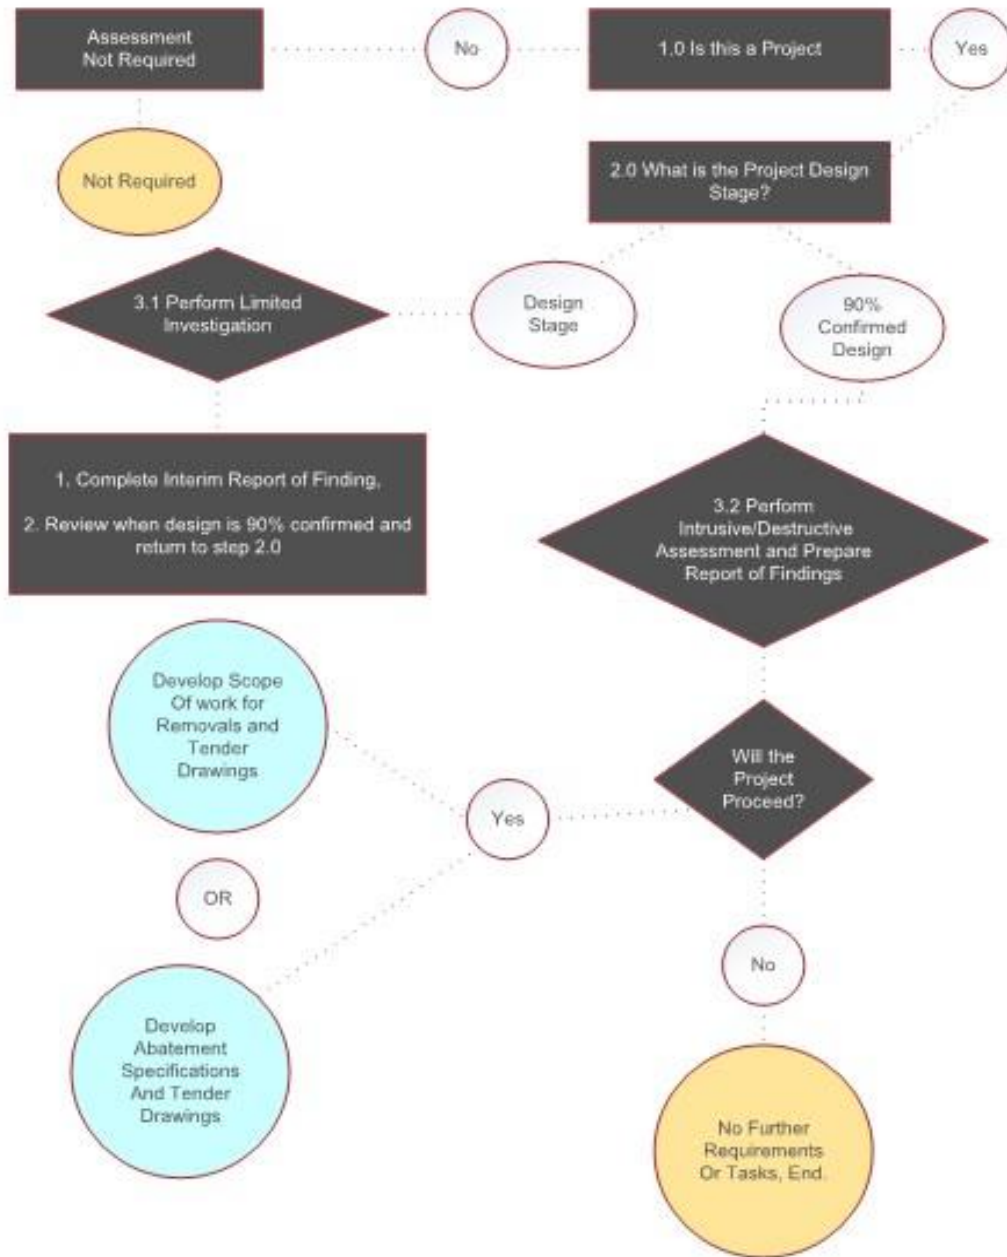 Assessment
Not Required
No
1.0 Is this a Project
Yes
Not Required
2.0 What is the Project Design
Stage?
3.1 Perform Limited
Investigation
Design
Stage
90%
Confirmed
Design
1. Complete Interim Report of Finding,
2. Review when design is 90% confirmed and
return to step 2.0
3.2 Perform
Intrusive/Destructive
Assessment and Prepare
Report of Findings
Develop Scope
Of work for
Removals and
Tender
Drawings
Will the
Project
Proceed?
Yes
OR
No
Develop
Abatement
Specifications
And Tender
Drawings
No Further
Requirements
Or Tasks, End.